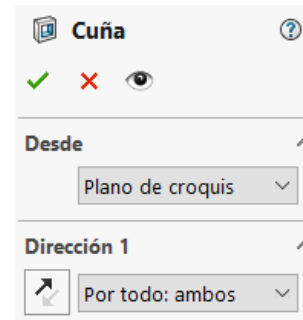 Cuña
Desde
Plano de croquis
Dirección 1
Por todo: ambos